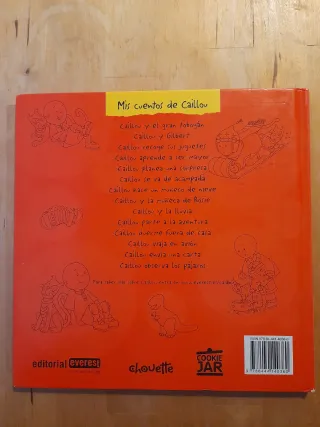 Mis cuentos de Caillou
Caillou y el gran tobogán
Caillou y Gilbert
Caillou recoge sus juguetes
Caillou aprende a ser mayor
Caillou planea una sorpresa
Caillou se va de acampada
Caillou hace un muñeco de nieve
Caillou y la muñeca de Rosie
Caillou y la lluvia
Caillou parte a la aventura
Caillou duerme fuera de casa
Caillou viaja en avión
Caillou envía una carta
Caillou observa los pájaros
editorial everest
chouette
COOKIE JAR